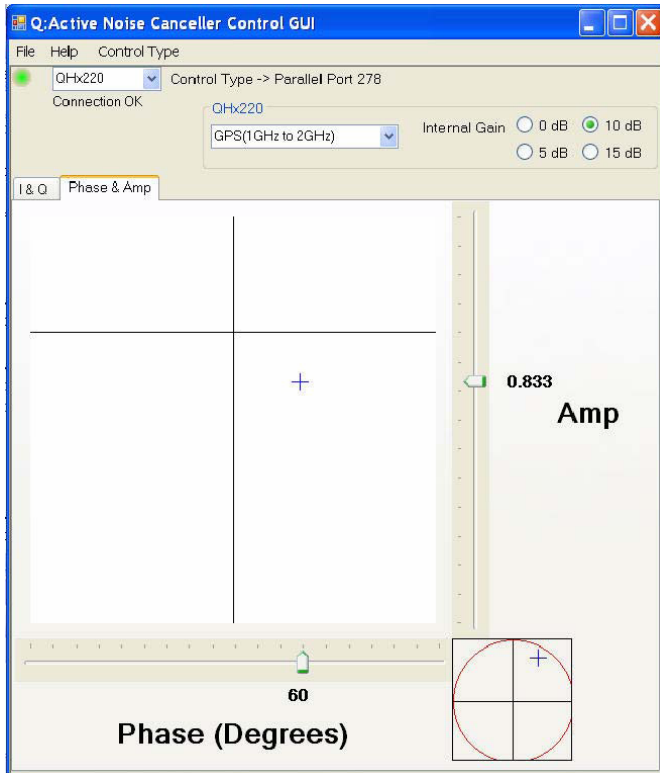 Q:Active Noise Canceller Control GUI
File Help Control Type
QHx220 Control Type -> Parallel Port 278
Connection OK
QHx220
GPS(1GHz to 2GHz) Internal Gain 0 dB 10 dB
5 dB 15 dB
I & Q Phase & Amp
0.833
Amp
60
Phase (Degrees)